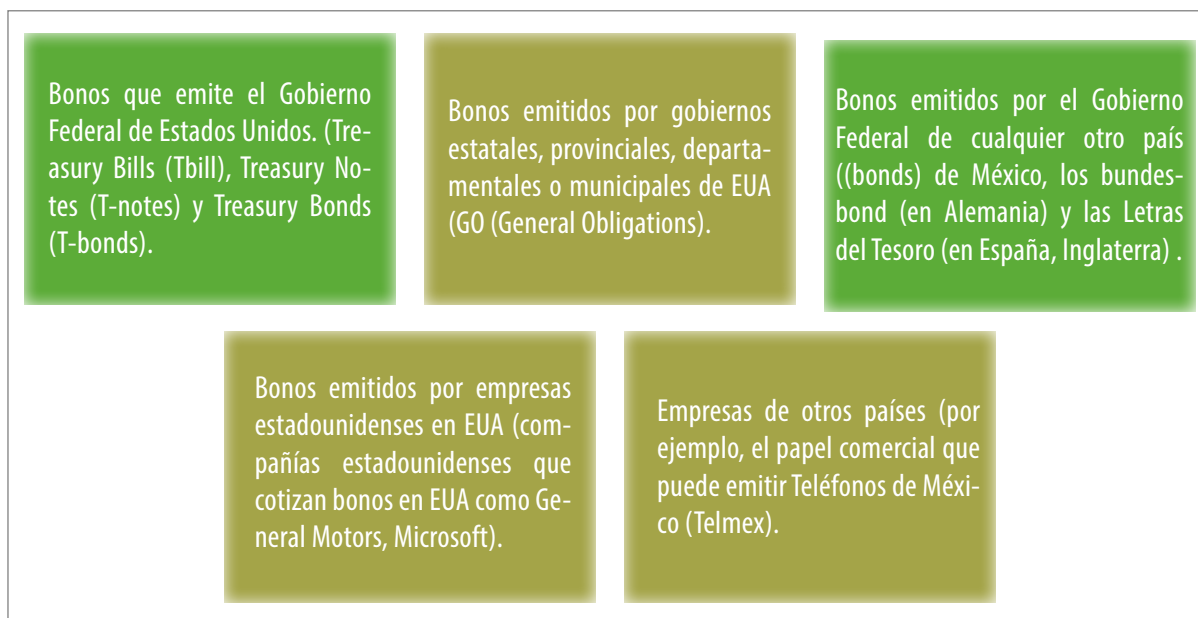 Bonos que emite el Gobierno
Federal de Estados Unidos. (Tre-
asury Bills (Tbill), Treasury No-
tes (T-notes) y Treasury Bonds
(T-bonds).
Bonos emitidos por gobiernos
estatales, provinciales, departa-
mentales o municipales de EUA
(GO (General Obligations).
Bonos emitidos por el Gobierno
Federal de cualquier otro país
((bonds) de México, los bundes-
bond (en Alemania) y las Letras
del Tesoro (en España, Inglaterra) .
Bonos emitidos por empresas
estadounidenses en EUA (com-
pañías estadounidenses que
cotizan bonos en EUA como Ge-
neral Motors, Microsoft).
Empresas de otros países (por
ejemplo, el papel comercial que
puede emitir Teléfonos de Méxi-
co (Telmex).